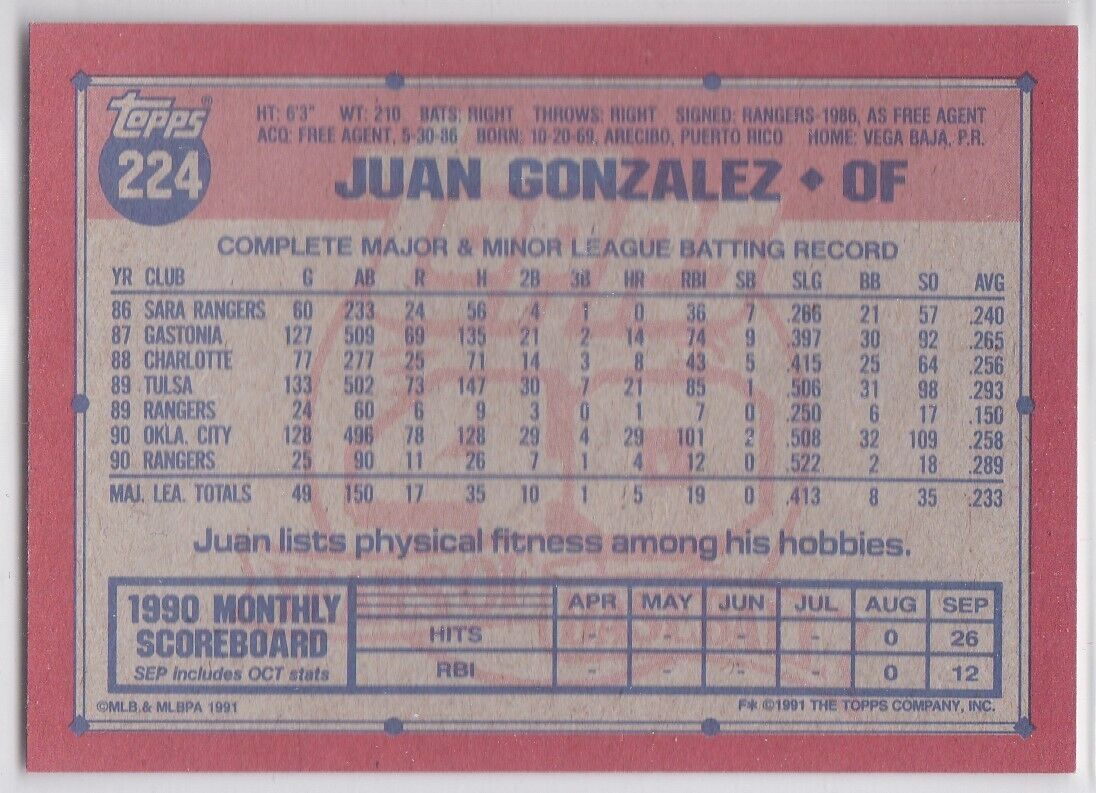 Topps®
224
HT: 6'3" WT: 210 BATS: RIGHT THROWS: RIGHT SIGNED: RANGERS-1986, AS FREE AGENT
ACQ: FREE AGENT, 5-30-86 BORN: 10-20-69, ARECIBO, PUERTO RICO HOME: VEGA BAJA, P.R.
JUAN GONZALEZ ◆ OF
COMPLETE MAJOR & MINOR LEAGUE BATTING RECORD
YR CLUB G AB R H 2B 3B HR RBI SB SLG BB SO AVG
86 SARA RANGERS 60 233 24 56 4 1 0 36 7 .266 21 57 .240
87 GASTONIA 127 509 69 135 21 2 14 74 9 .397 30 92 .265
88 CHARLOTTE 77 277 25 71 14 3 8 43 5 .415 25 64 .256
89 TULSA 133 502 73 147 30 7 21 85 1 .506 31 98 .293
89 RANGERS 24 60 6 9 3 0 1 7 0 .250 6 17 .150
90 OKLA. CITY 128 496 78 128 29 4 29 101 2 .508 32 109 .258
90 RANGERS 25 90 11 26 7 1 4 12 0 .522 2 18 .289
MAJ. LEA. TOTALS 49 150 17 35 10 1 5 19 0 .413 8 35 .233
Juan lists physical fitness among his hobbies.
1990 MONTHLY
SCOREBOARD
SEP includes OCT stats
APR MAY JUN JUL AUG SEP
HITS - - - - 0 26
RBI - - - - 0 12
©MLB & MLBPA 1991
F* ©1991 THE TOPPS COMPANY, INC.